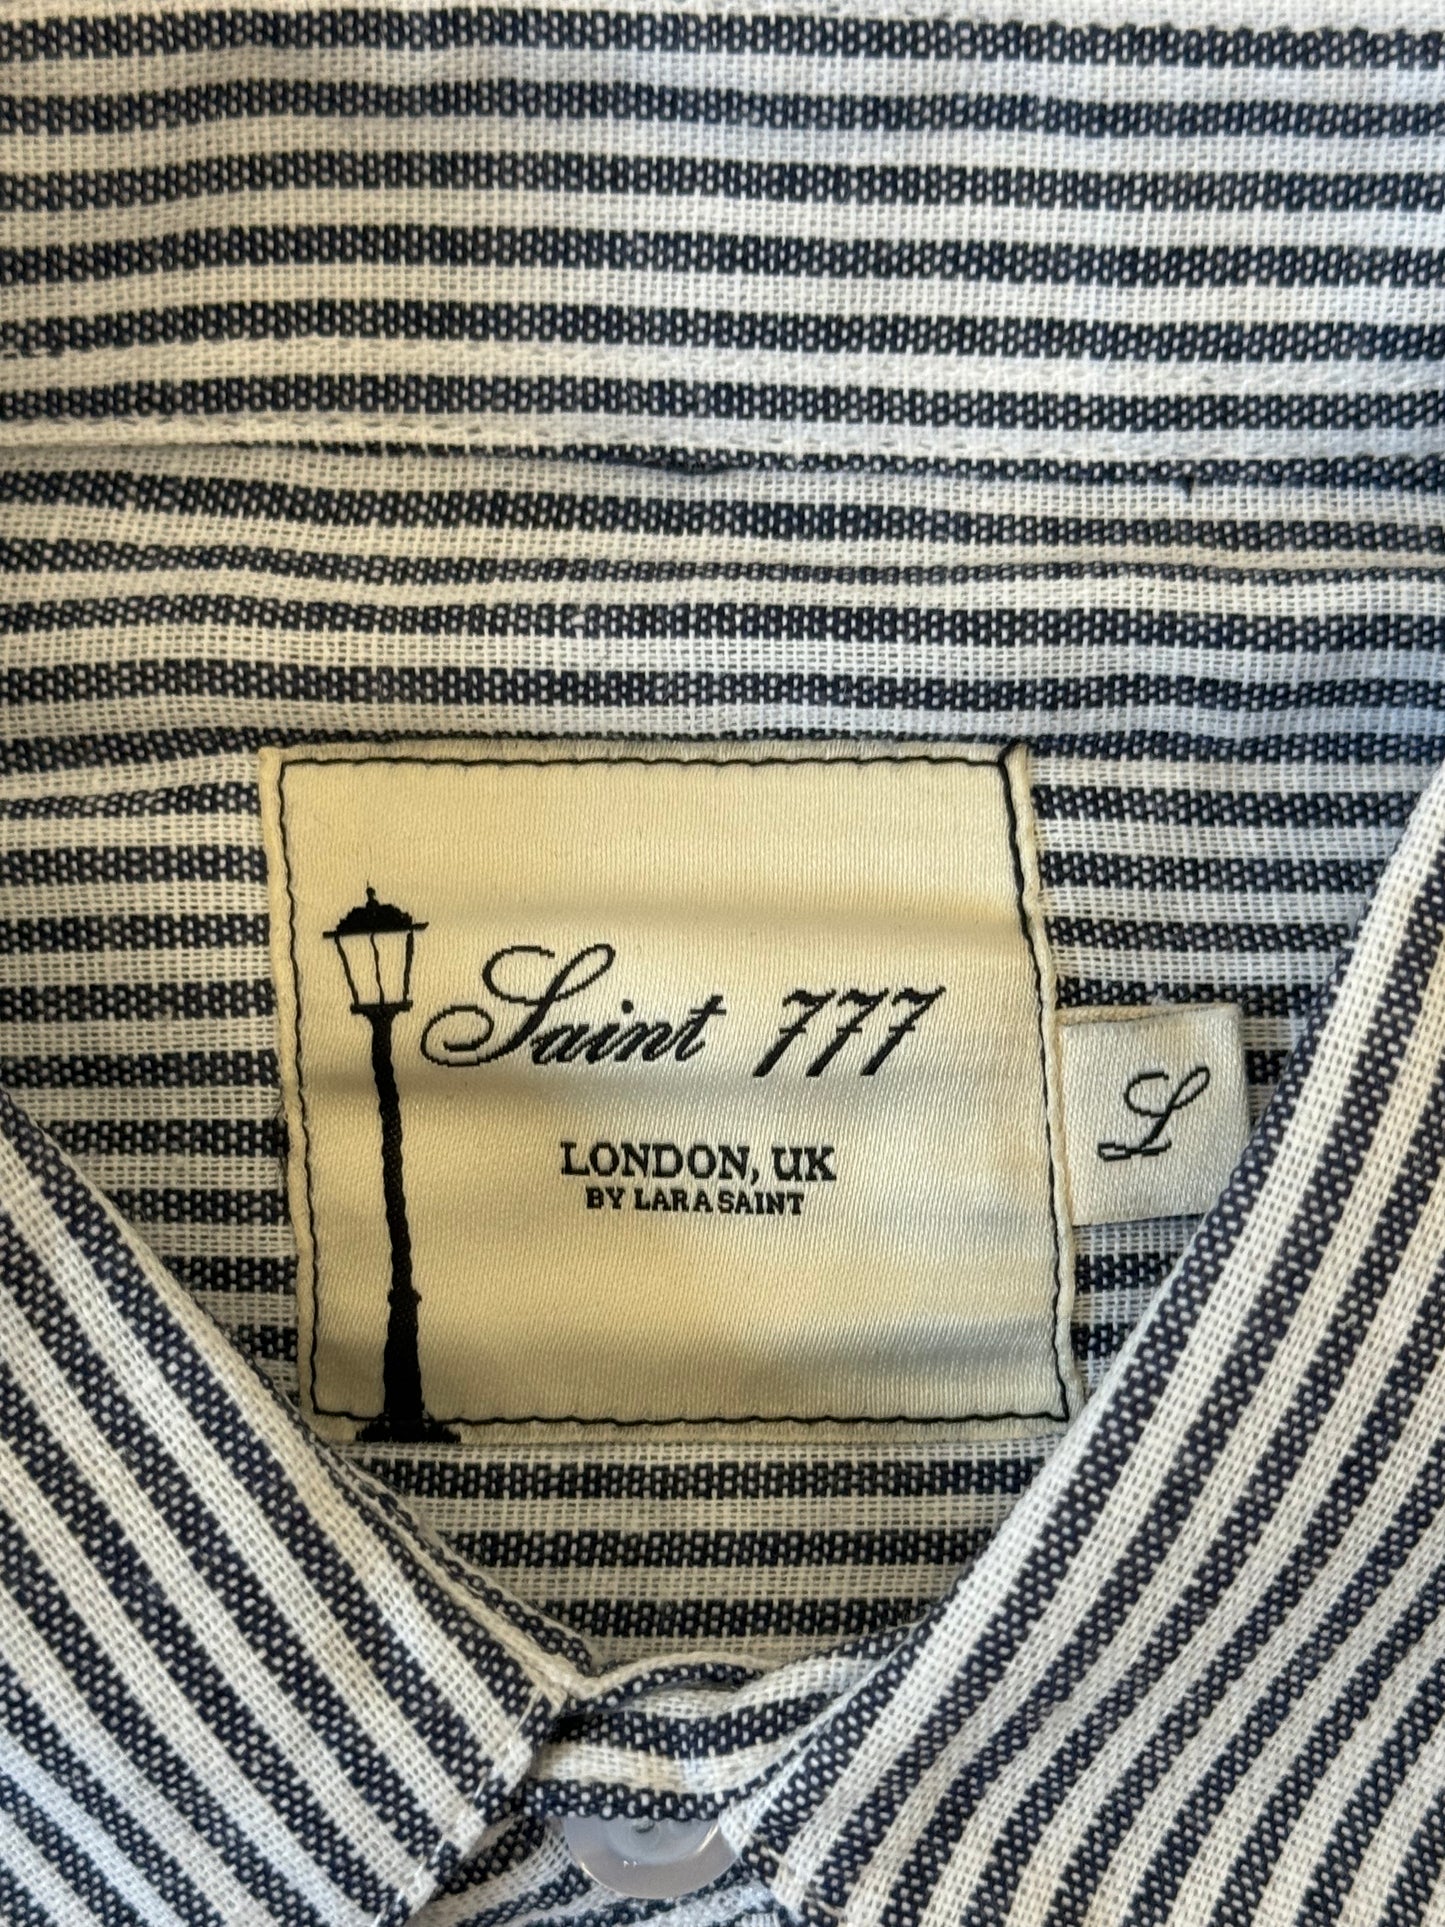 Saint 777
LONDON, UK
BY LARA SAINT
L